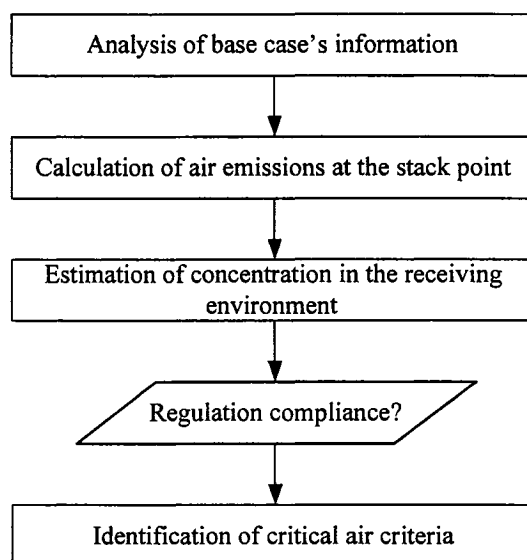 Analysis of base case's information
Calculation of air emissions at the stack point
Estimation of concentration in the receiving
environment
Regulation compliance?
Identification of critical air criteria